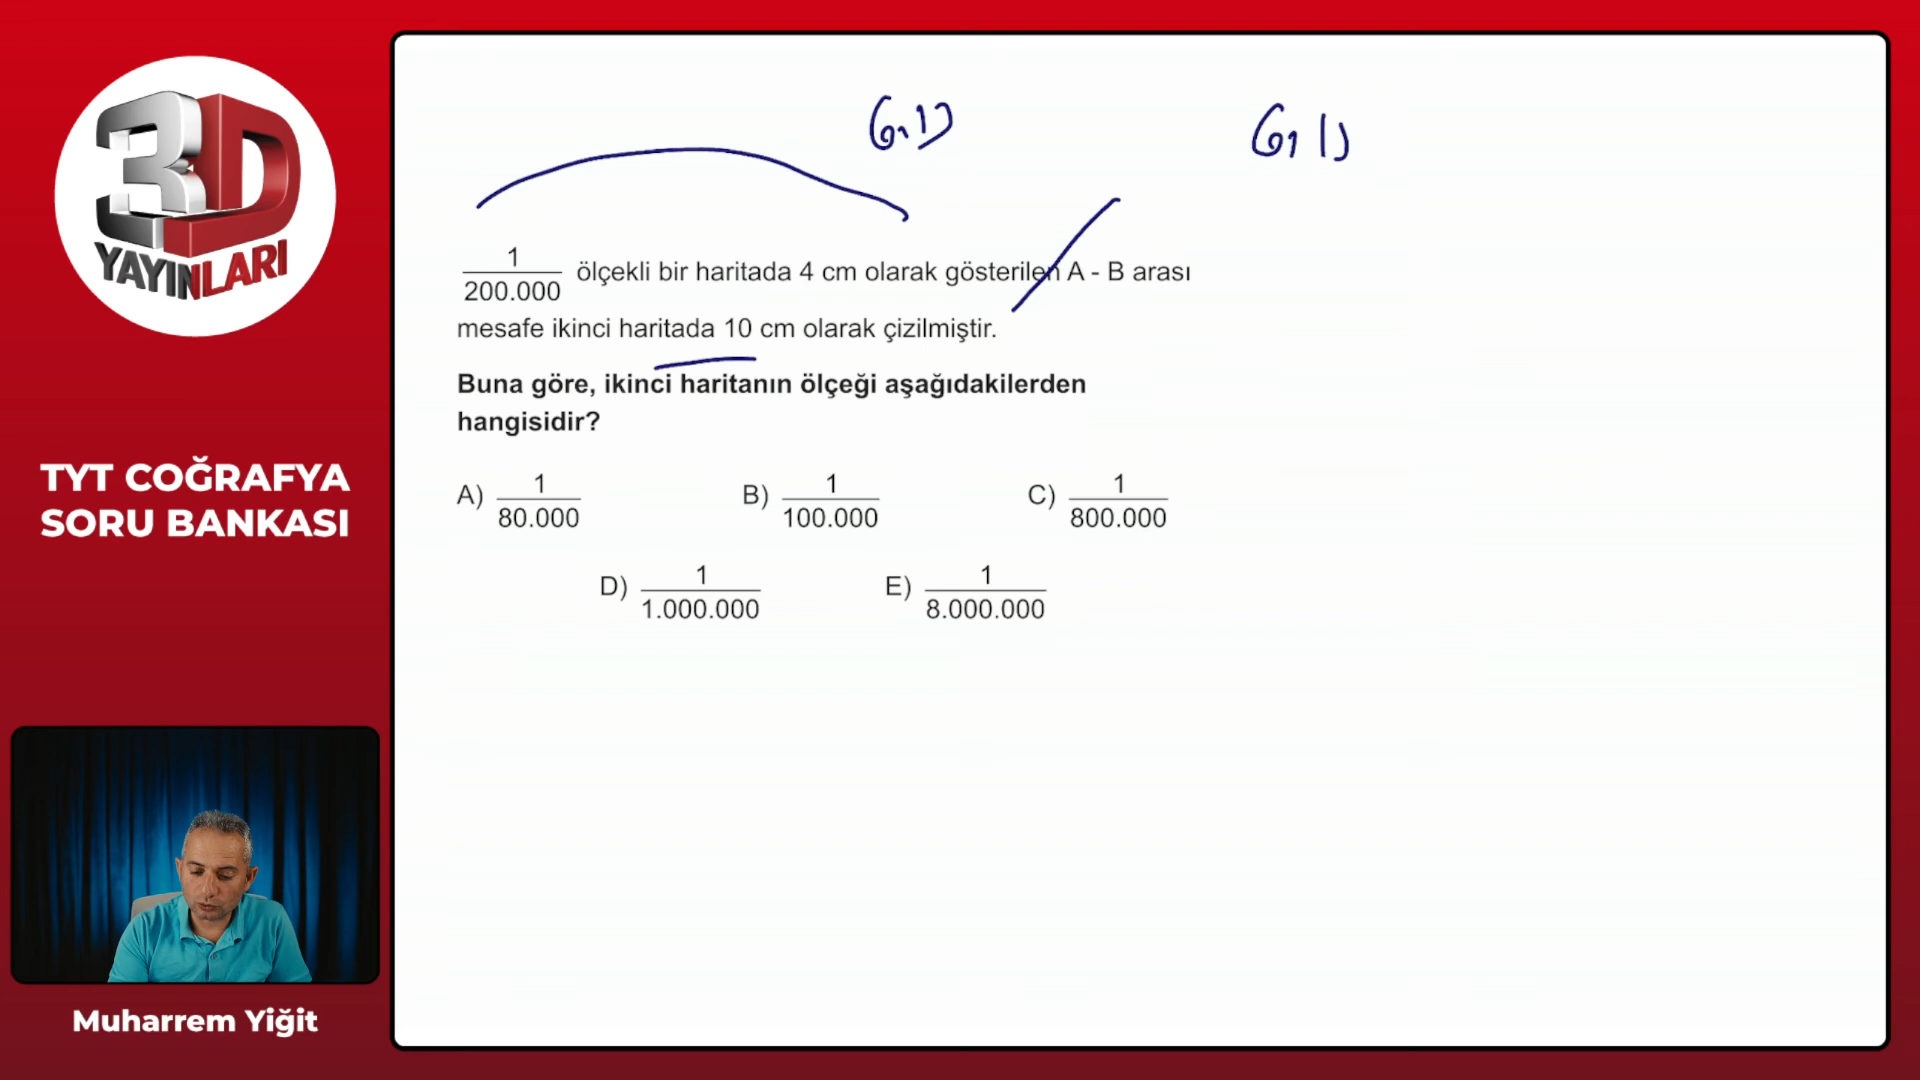 3D
YAYINLARI
TYT COĞRAFYA
SORU BANKASI
Muharrem Yiğit
1
200.000
ölçekli bir haritada 4 cm olarak gösterilen A - B arası
mesafe ikinci haritada 10 cm olarak çizilmiştir.
Buna göre, ikinci haritanın ölçeği aşağıdakilerden
hangisidir?
A) 1/80.000
B) 1/100.000
C) 1/800.000
D) 1/1.000.000
E) 1/8.000.000